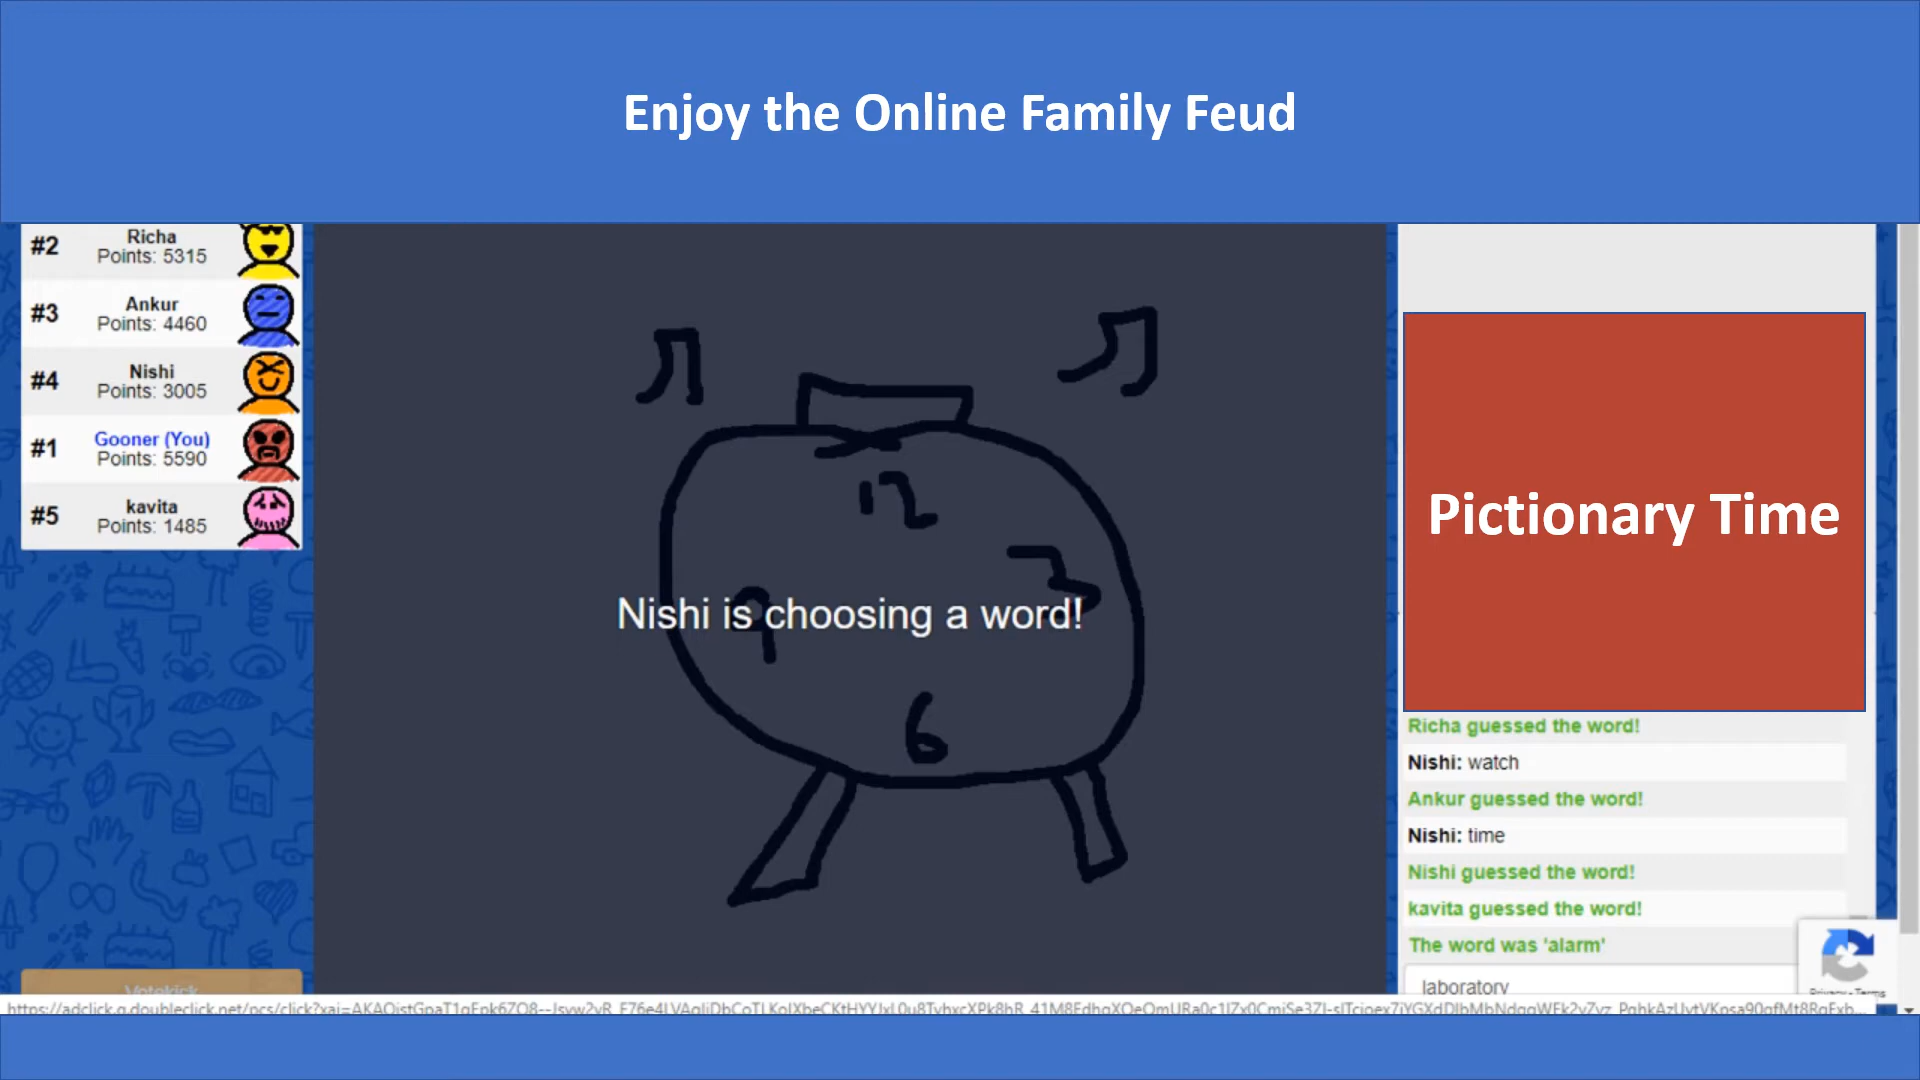 Enjoy the Online Family Feud
#2
Richa
Points: 5315
#3
Ankur
Points: 4460
#4
Nishi
Points: 3005
#1
Gooner (You)
Points: 5590
#5
kavita
Points: 1485
Votekick
12
3
9
6
Nishi is choosing a word!
Pictionary Time
Richa guessed the word!
Nishi: watch
Ankur guessed the word!
Nishi: time
Nishi guessed the word!
kavita guessed the word!
The word was 'alarm'
laboratory
Privacy - Terms